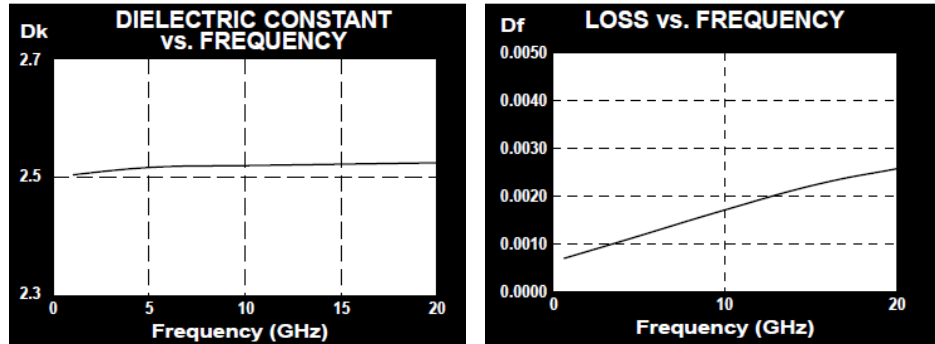 DIELECTRIC CONSTANT
vs. FREQUENCY
Dk
2.7
2.5
2.3
0 5 10 15 20
Frequency (GHz)
LOSS vs. FREQUENCY
Df
0.0050
0.0040
0.0030
0.0020
0.0010
0.0000
0 10 20
Frequency (GHz)